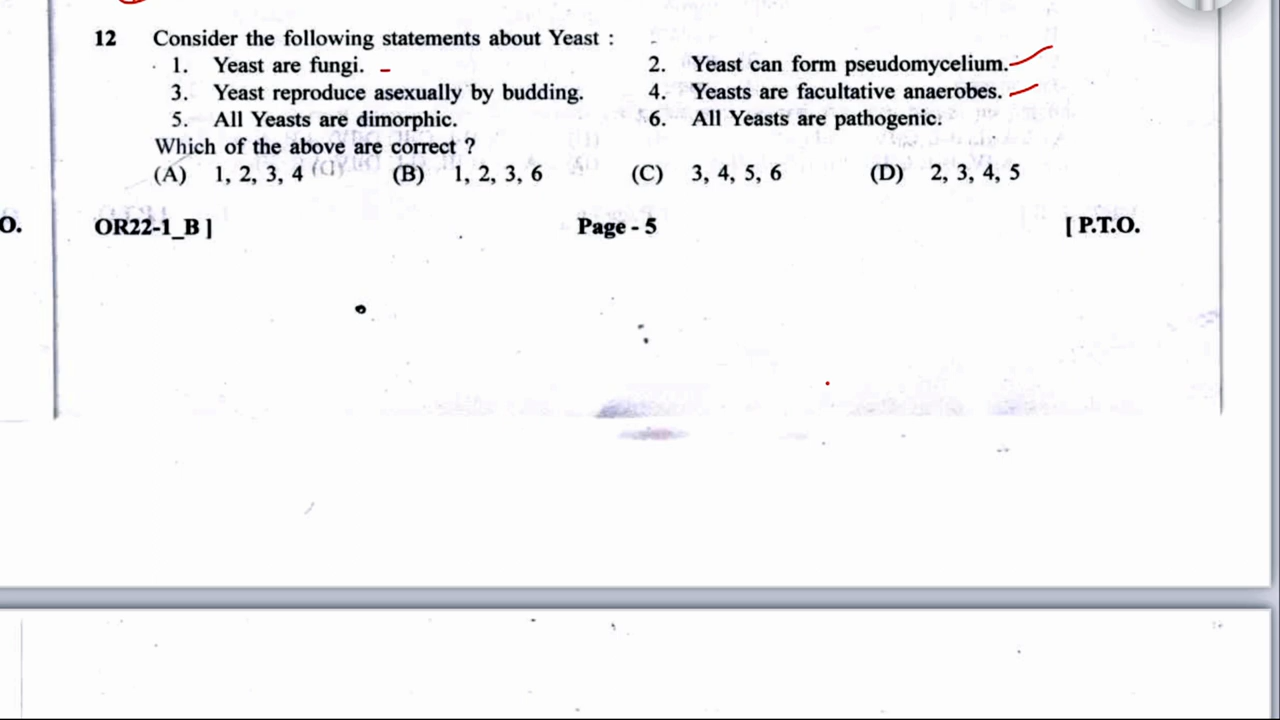 12 Consider the following statements about Yeast :
1. Yeast are fungi. 2. Yeast can form pseudomycelium.
3. Yeast reproduce asexually by budding. 4. Yeasts are facultative anaerobes.
5. All Yeasts are dimorphic. 6. All Yeasts are pathogenic.
Which of the above are correct ?
(A) 1, 2, 3, 4 (B) 1, 2, 3, 6 (C) 3, 4, 5, 6 (D) 2, 3, 4, 5
O. OR22-1_B ] Page - 5 [ P.T.O.